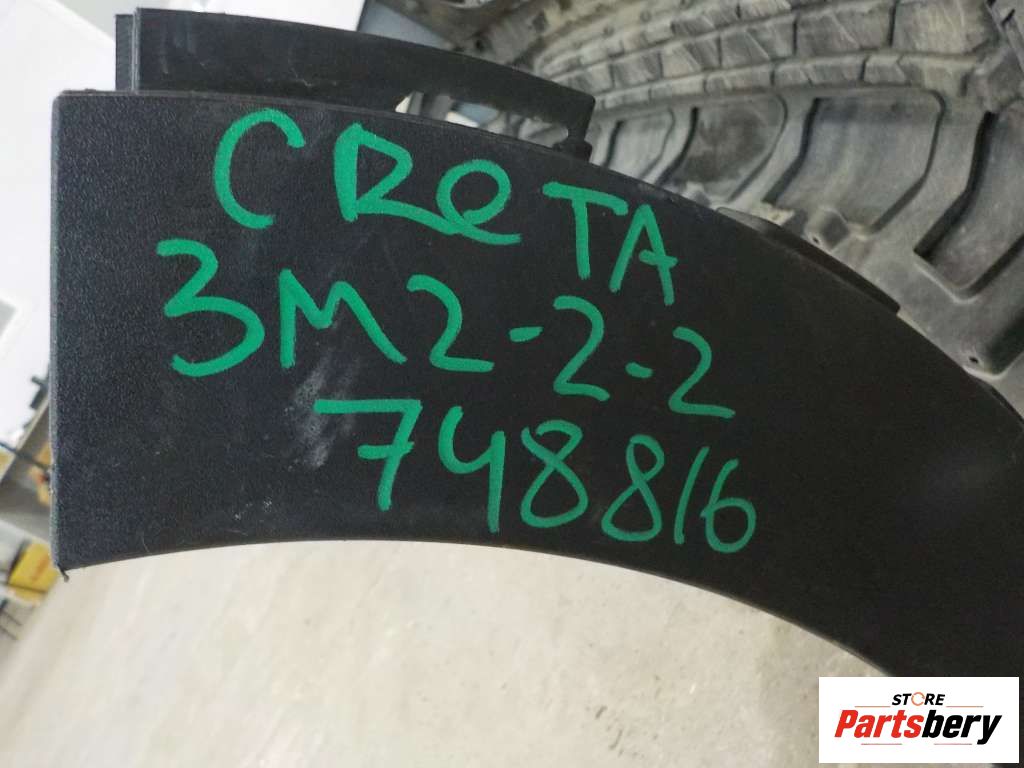 CReTA
3M2-2-2
748816
STORE
Partsbery